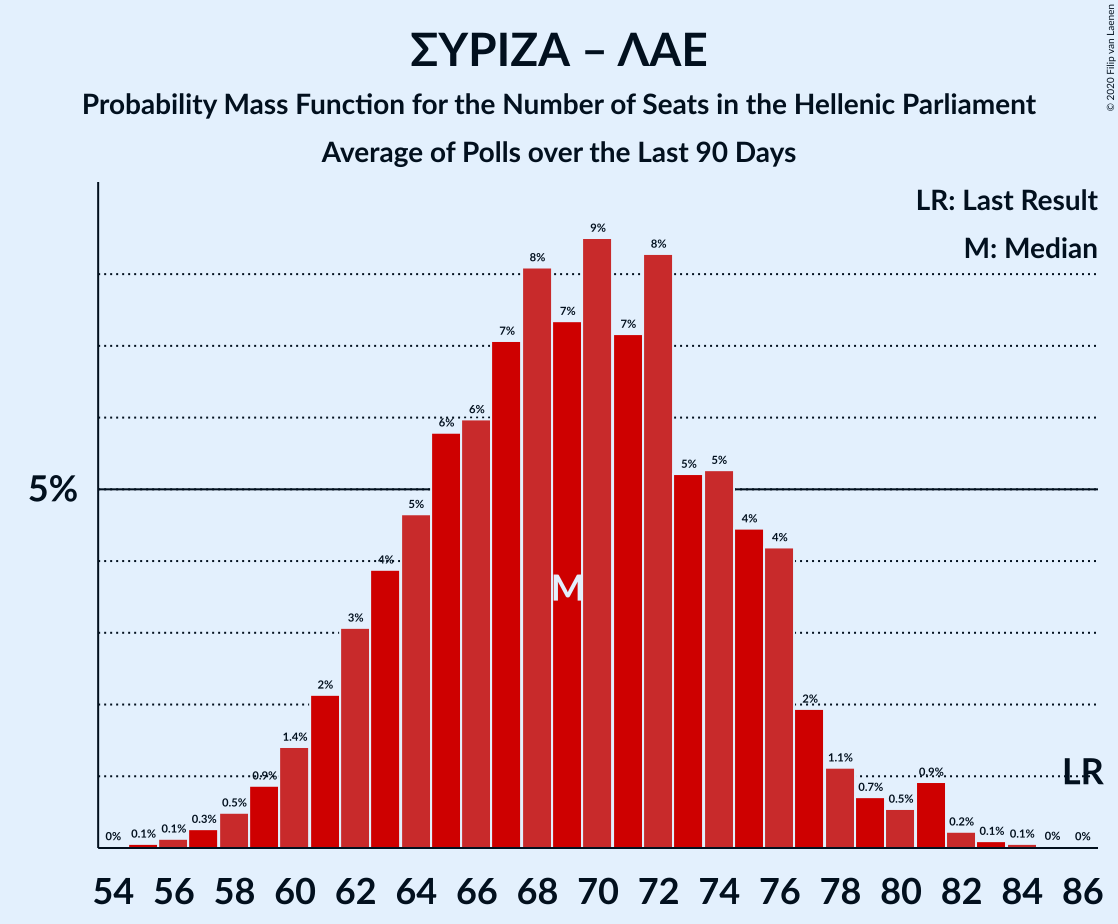 ΣΥΡΙΖΑ – ΛΑΕ
Probability Mass Function for the Number of Seats in the Hellenic Parliament
Average of Polls over the Last 90 Days
© 2020 Filip van Laenen
LR: Last Result
M: Median
5%
0% 0.1% 0.1% 0.3% 0.5% 0.9% 1.4% 2% 3% 4% 5% 6% 6% 7% 8% 7% 9% 7% 8% 5% 5% 4% 4% 2% 1.1% 0.7% 0.5% 0.9% 0.2% 0.1% 0.1% 0% 0%
M
LR
54 56 58 60 62 64 66 68 70 72 74 76 78 80 82 84 86